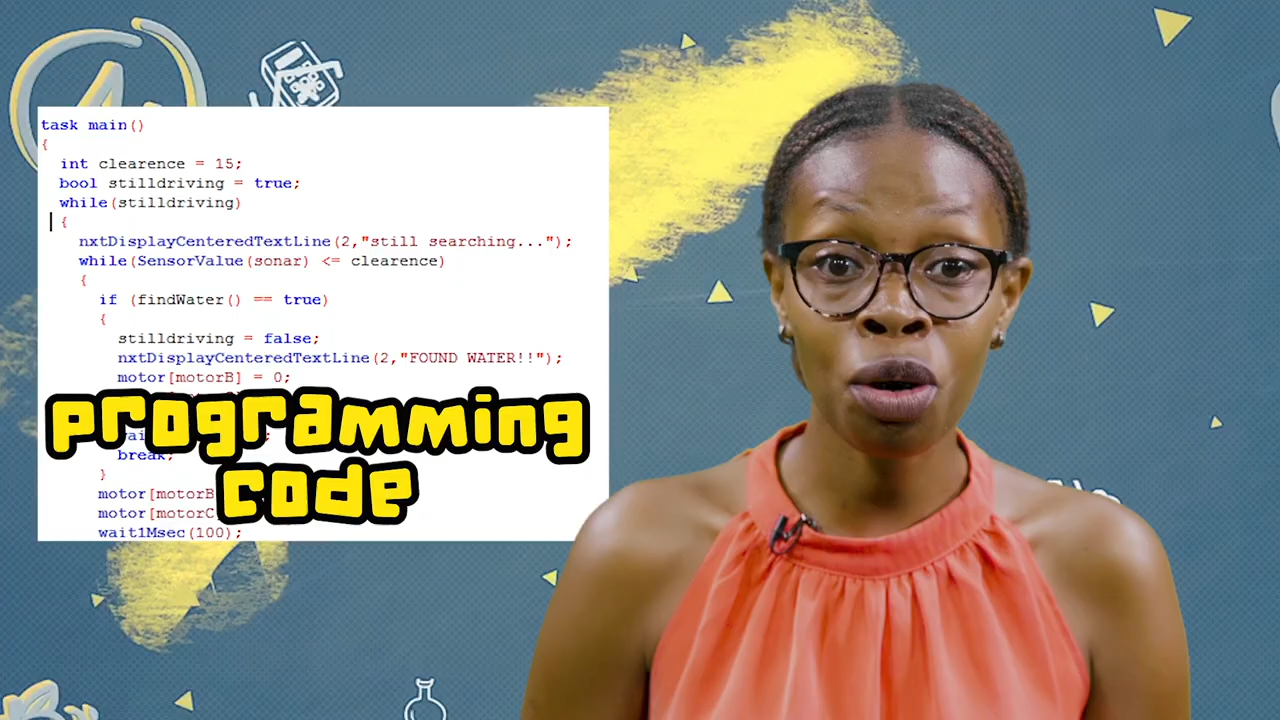 task main()
{
int clearence = 15;
bool stilldriving = true;
while(stilldriving)
{
nxtDisplayCenteredTextLine(2,"still searching...");
while(SensorValue(sonar) <= clearence)
{
if (findWater() == true)
{
stilldriving = false;
nxtDisplayCenteredTextLine(2,"FOUND WATER!!");
motor[motorB] = 0;
programming
break;
code
}
motor[motorB
motor[motorC
wait1Msec(100);